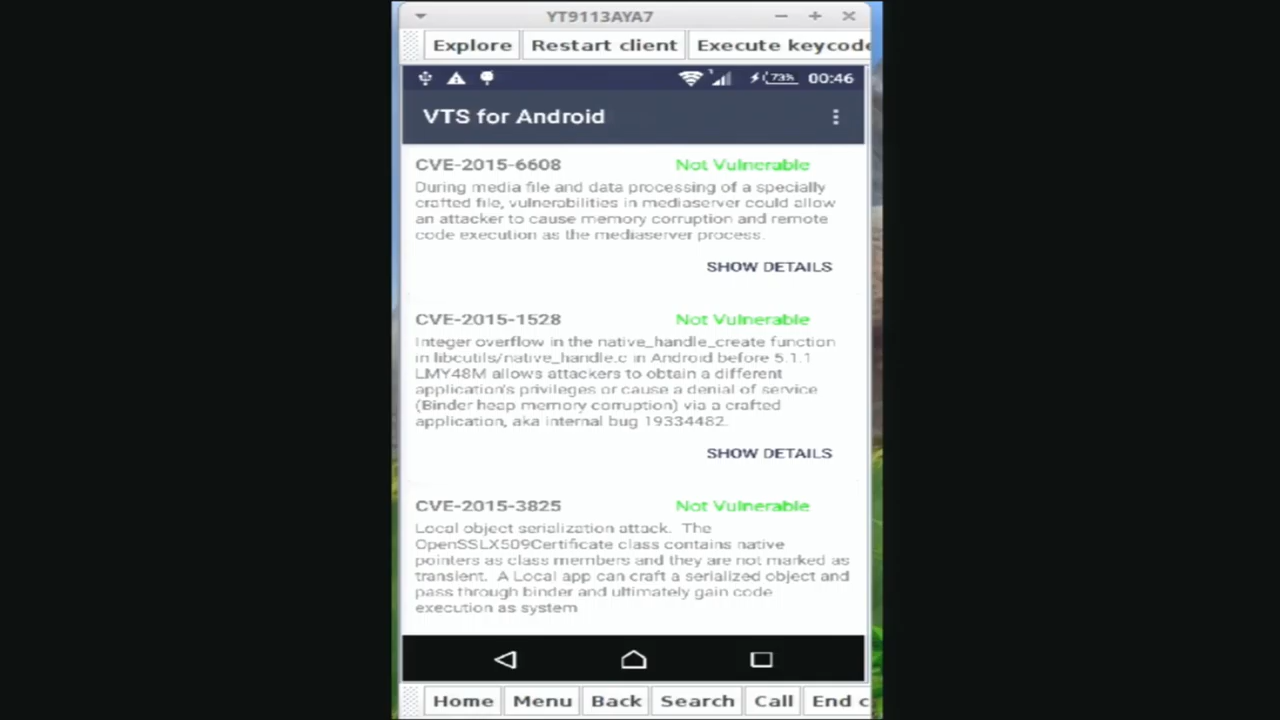 YT9113AYA7
Explore Restart client Execute keycode
73% 00:46
VTS for Android
CVE-2015-6608 Not Vulnerable
During media file and data processing of a specially
crafted file, vulnerabilities in mediaserver could allow
an attacker to cause memory corruption and remote
code execution as the mediaserver process.
SHOW DETAILS
CVE-2015-1528 Not Vulnerable
Integer overflow in the native_handle_create function
in libcutils/native_handle.c in Android before 5.1.1
LMY48M allows attackers to obtain a different
application's privileges or cause a denial of service
(Binder heap memory corruption) via a crafted
application, aka internal bug 19334482.
SHOW DETAILS
CVE-2015-3825 Not Vulnerable
Local object serialization attack. The
OpenSSLX509Certificate class contains native
pointers as class members and they are not marked as
transient. A Local app can craft a serialized object and
pass through binder and ultimately gain code
execution as system
Home Menu Back Search Call End c